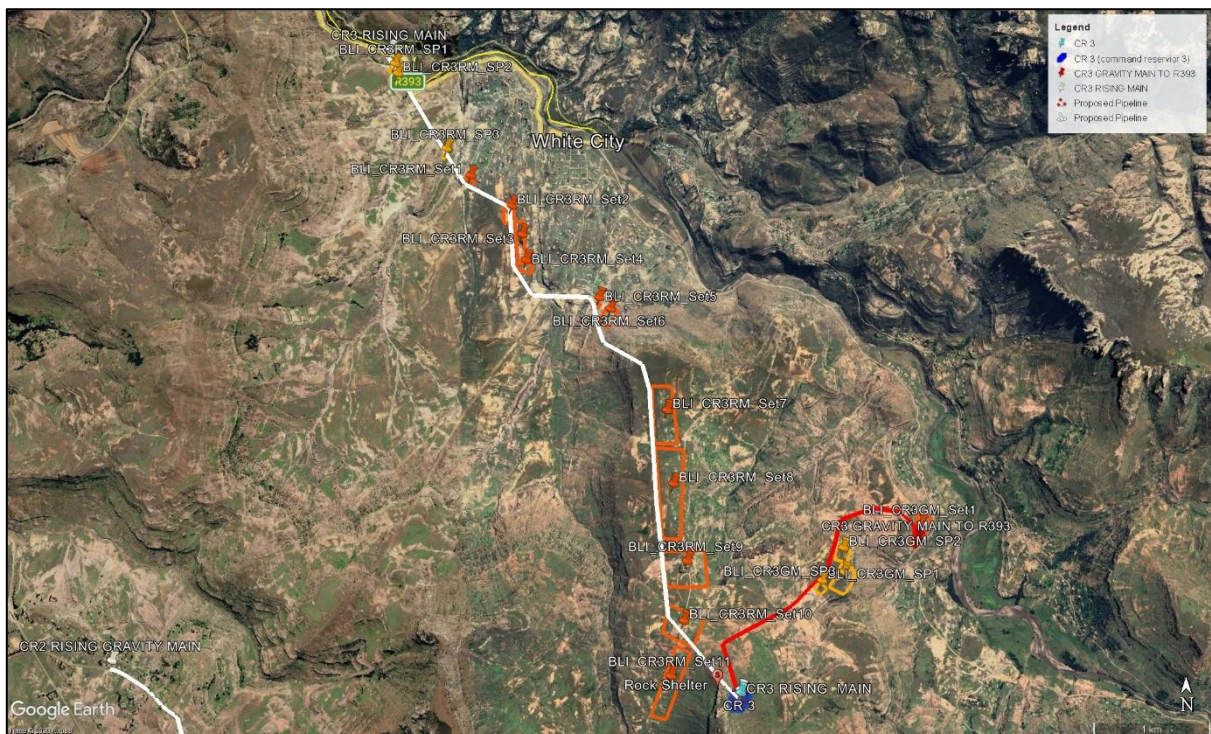 CR3 RISING MAIN
BLI_CR3RM_SP1
BLI_CR3RM_SP2
R393
BLI_CR3RM_SP3
White City
BLI_CR3RM_Set1
BLI_CR3RM_Set2
BLI_CR3RM_Set3
BLI_CR3RM_Set4
BLI_CR3RM_Set5
BLI_CR3RM_Set6
BLI_CR3RM_Set7
BLI_CR3RM_Set8
BLI_CR3GM_Set1
CR3 GRAVITY MAIN TO R393
BLI_CR3GM_SP2
BLI_CR3RM_Set9
BLI_CR3GM_SP3
BLI_CR3GM_SP1
BLI_CR3RM_Set10
CR2 RISING GRAVITY MAIN
BLI_CR3RM_Set11
Rock Shelter
CR3 RISING MAIN
CR 3
Legend
CR 3
CR 3 (command reservior 3)
CR3 GRAVITY MAIN TO R393
CR3 RISING MAIN
Proposed Pipeline
Proposed Pipeline
Google Earth
N
1 km